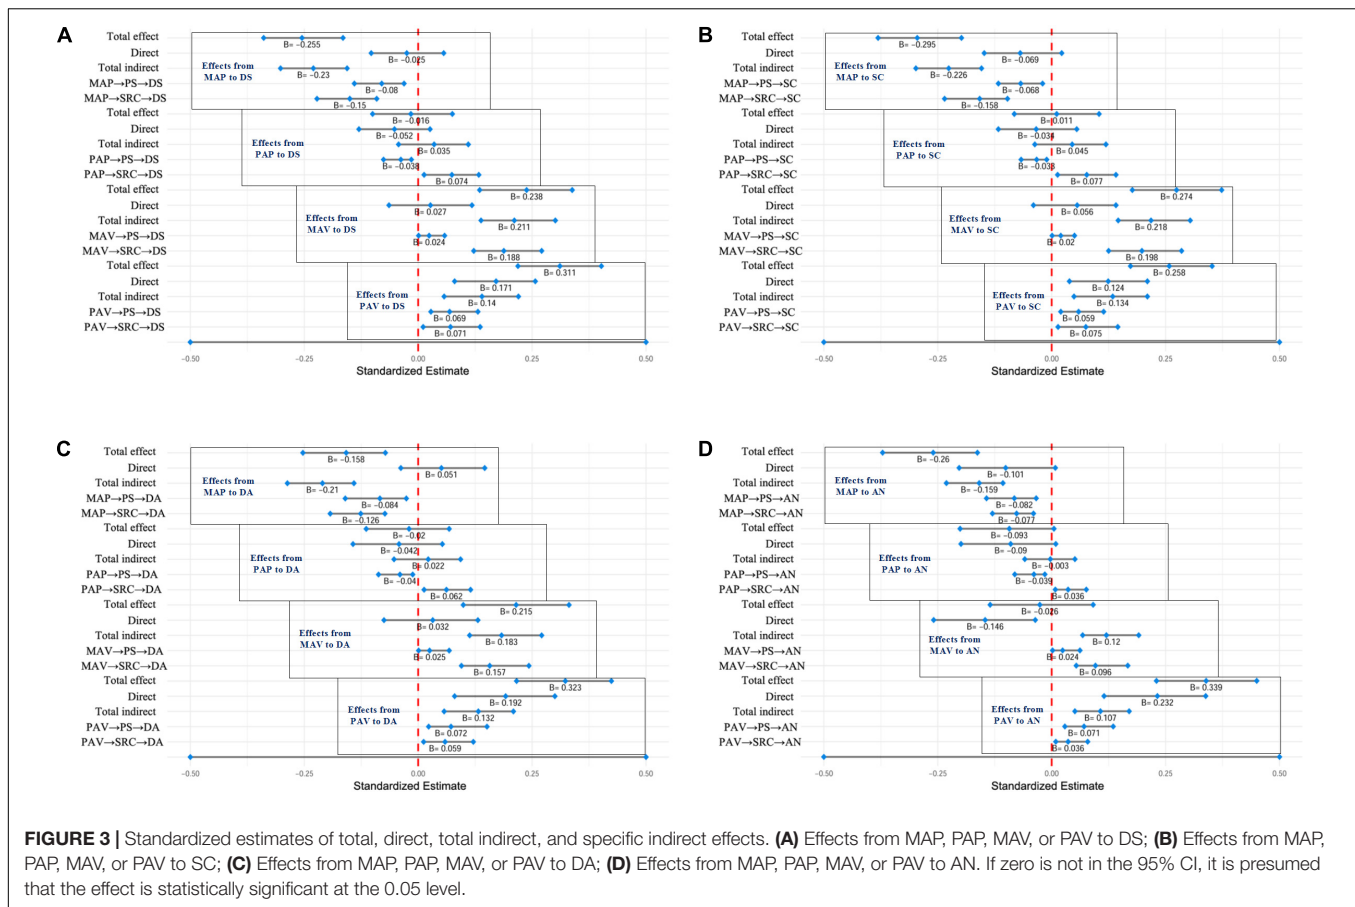 A
Total effect
B= −0.255
Direct
B= −0.025
Total indirect
B= −0.23
Effects from
MAP to DS
MAP→PS→DS
B= −0.08
MAP→SRC→DS
B= −0.15
Total effect
B= −0.016
Direct
B= −0.052
Total indirect
B= 0.035
Effects from
PAP to DS
PAP→PS→DS
B= −0.038
PAP→SRC→DS
B= 0.074
Total effect
B= 0.238
Direct
B= 0.027
Total indirect
B= 0.211
Effects from
MAV to DS
MAV→PS→DS
B= 0.024
MAV→SRC→DS
B= 0.188
Total effect
B= 0.311
Direct
B= 0.171
Total indirect
B= 0.14
Effects from
PAV to DS
PAV→PS→DS
B= 0.069
PAV→SRC→DS
B= 0.071
−0.50 −0.25 0.00 0.25 0.50
Standardized Estimate
B
Total effect
B= −0.295
Direct
B= −0.069
Total indirect
B= −0.226
Effects from
MAP to SC
MAP→PS→SC
B= −0.068
MAP→SRC→SC
B= −0.158
Total effect
B= 0.011
Direct
B= −0.034
Total indirect
B= 0.045
Effects from
PAP to SC
PAP→PS→SC
B= −0.033
PAP→SRC→SC
B= 0.077
Total effect
B= 0.274
Direct
B= 0.056
Total indirect
B= 0.218
Effects from
MAV to SC
MAV→PS→SC
B= 0.02
MAV→SRC→SC
B= 0.198
Total effect
B= 0.258
Direct
B= 0.124
Total indirect
B= 0.134
Effects from
PAV to SC
PAV→PS→SC
B= 0.059
PAV→SRC→SC
B= 0.075
−0.50 −0.25 0.00 0.25 0.50
Standardized Estimate
C
Total effect
B= −0.158
Direct
B= 0.051
Total indirect
B= −0.21
Effects from
MAP to DA
MAP→PS→DA
B= −0.084
MAP→SRC→DA
B= −0.126
Total effect
B= −0.02
Direct
B= −0.042
Total indirect
B= 0.022
Effects from
PAP to DA
PAP→PS→DA
B= −0.04
PAP→SRC→DA
B= 0.062
Total effect
B= 0.215
Direct
B= 0.032
Total indirect
B= 0.183
Effects from
MAV to DA
MAV→PS→DA
B= 0.025
MAV→SRC→DA
B= 0.157
Total effect
B= 0.323
Direct
B= 0.192
Total indirect
B= 0.132
Effects from
PAV to DA
PAV→PS→DA
B= 0.072
PAV→SRC→DA
B= 0.059
−0.50 −0.25 0.00 0.25 0.50
Standardized Estimate
D
Total effect
B= −0.26
Direct
B= −0.101
Total indirect
B= −0.159
Effects from
MAP to AN
MAP→PS→AN
B= −0.082
MAP→SRC→AN
B= −0.077
Total effect
B= −0.093
Direct
B= −0.09
Total indirect
B= −0.003
Effects from
PAP to AN
PAP→PS→AN
B= −0.039
PAP→SRC→AN
B= 0.036
Total effect
B= −0.026
Direct
B= −0.146
Total indirect
B= 0.12
Effects from
MAV to AN
MAV→PS→AN
B= 0.024
MAV→SRC→AN
B= 0.096
Total effect
B= 0.339
Direct
B= 0.232
Total indirect
B= 0.107
Effects from
PAV to AN
PAV→PS→AN
B= 0.071
PAV→SRC→AN
B= 0.036
−0.50 −0.25 0.00 0.25 0.50
Standardized Estimate
FIGURE 3 | Standardized estimates of total, direct, total indirect, and specific indirect effects. (A) Effects from MAP, PAP, MAV, or PAV to DS; (B) Effects from MAP,
PAP, MAV, or PAV to SC; (C) Effects from MAP, PAP, MAV, or PAV to DA; (D) Effects from MAP, PAP, MAV, or PAV to AN. If zero is not in the 95% CI, it is presumed
that the effect is statistically significant at the 0.05 level.